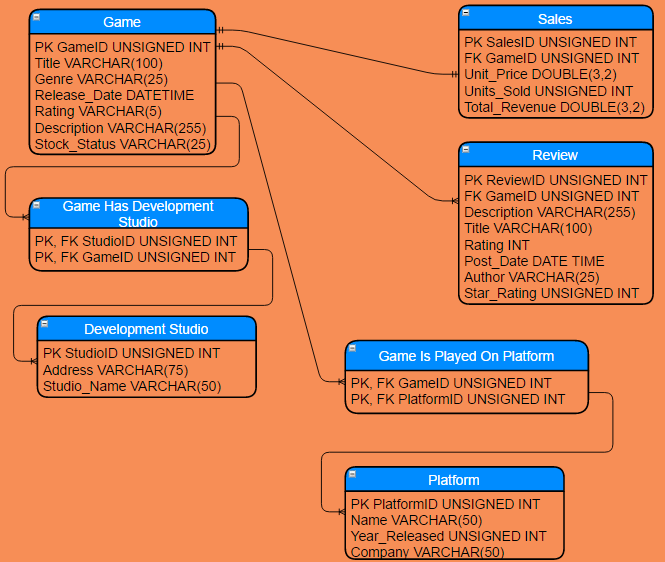 Game
PK GameID UNSIGNED INT
Title VARCHAR(100)
Genre VARCHAR(25)
Release_Date DATETIME
Rating VARCHAR(5)
Description VARCHAR(255)
Stock_Status VARCHAR(25)
Sales
PK SalesID UNSIGNED INT
FK GameID UNSIGNED INT
Unit_Price DOUBLE(3,2)
Units_Sold UNSIGNED INT
Total_Revenue DOUBLE(3,2)
Review
PK ReviewID UNSIGNED INT
FK GameID UNSIGNED INT
Description VARCHAR(255)
Title VARCHAR(100)
Rating INT
Post_Date DATE TIME
Author VARCHAR(25)
Star_Rating UNSIGNED INT
Game Has Development
Studio
PK, FK StudioID UNSIGNED INT
PK, FK GameID UNSIGNED INT
Development Studio
PK StudioID UNSIGNED INT
Address VARCHAR(75)
Studio_Name VARCHAR(50)
Game Is Played On Platform
PK, FK GameID UNSIGNED INT
PK, FK PlatformID UNSIGNED INT
Platform
PK PlatformID UNSIGNED INT
Name VARCHAR(50)
Year_Released UNSIGNED INT
Company VARCHAR(50)